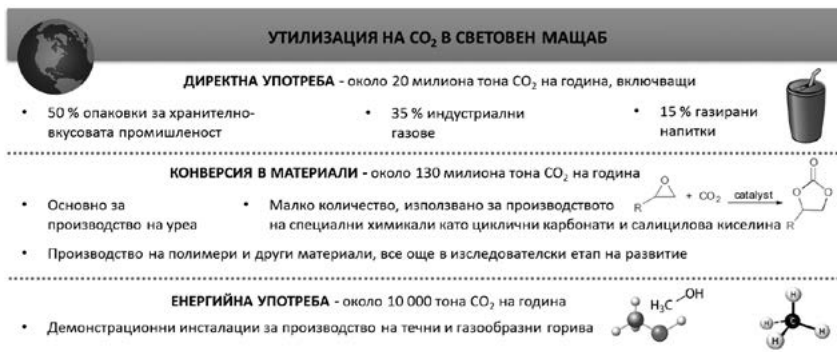 УТИЛИЗАЦИЯ НА CO₂ В СВЕТОВЕН МАЩАБ
ДИРЕКТНА УПОТРЕБА - около 20 милиона тона CO₂ на година, включващи
• 50 % опаковки за хранително-
вкусовата промишленост
• 35 % индустриални
газове
• 15 % газирани
напитки
КОНВЕРСИЯ В МАТЕРИАЛИ - около 130 милиона тона CO₂ на година
• Основно за
производство на уреа
• Малко количество, използвано за производството
на специални химикали като циклични карбонати и салицилова киселина
O
R
+ CO₂
catalyst
O
O
O
R
• Производство на полимери и други материали, все още в изследователски етап на развитие
ЕНЕРГИЙНА УПОТРЕБА - около 10 000 тона CO₂ на година
• Демонстрационни инсталации за производство на течни и газообразни горива
H₃C
OH
H
H
C
H
H